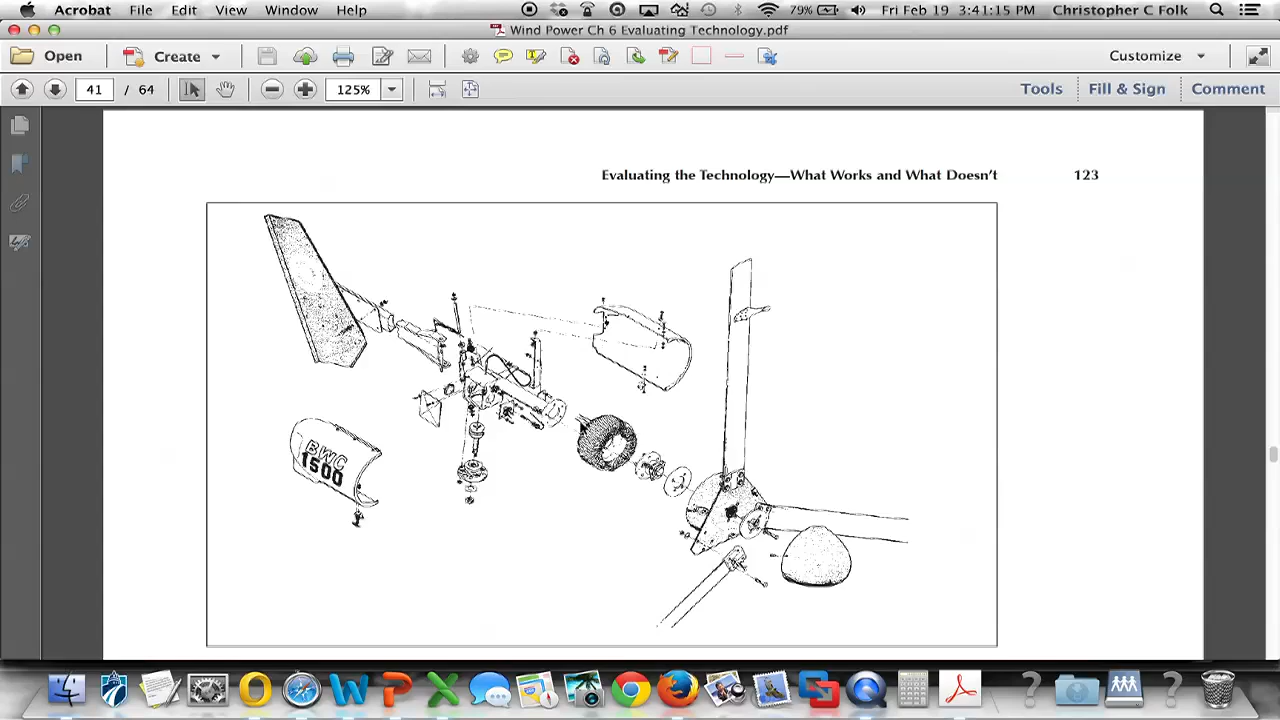 Acrobat File Edit View Window Help 79% Fri Feb 19 3:41:15 PM Christopher C Folk
Wind Power Ch 6 Evaluating Technology.pdf
Open Create Customize
41 / 64 125% Tools Fill & Sign Comment
Evaluating the Technology—What Works and What Doesn't 123
BWC
1500